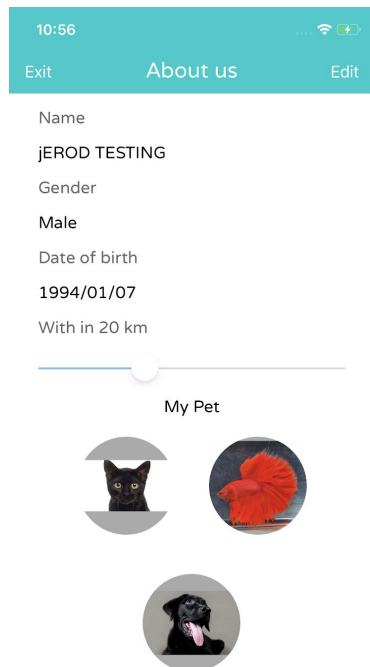 10:56
Exit About us Edit
Name
jEROD TESTING
Gender
Male
Date of birth
1994/01/07
With in 20 km
My Pet